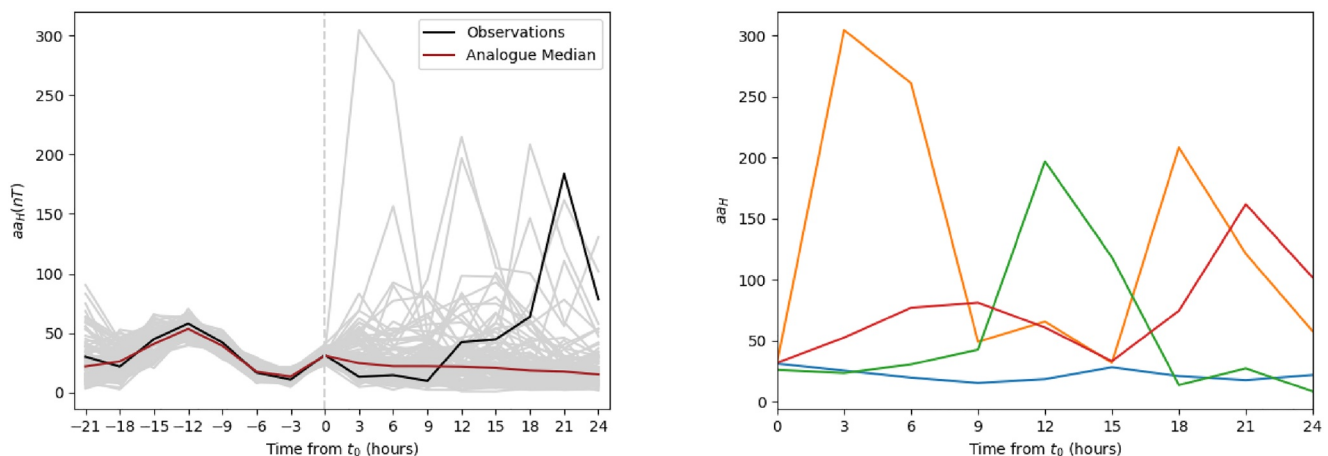 300
250
200
150
100
50
0
aa_H(nT)
Observations
Analogue Median
−21 −18 −15 −12 −9 −6 −3 0 3 6 9 12 15 18 21 24
Time from t_0 (hours)
300
250
200
150
100
50
0
aa_H
0 3 6 9 12 15 18 21 24
Time from t_0 (hours)